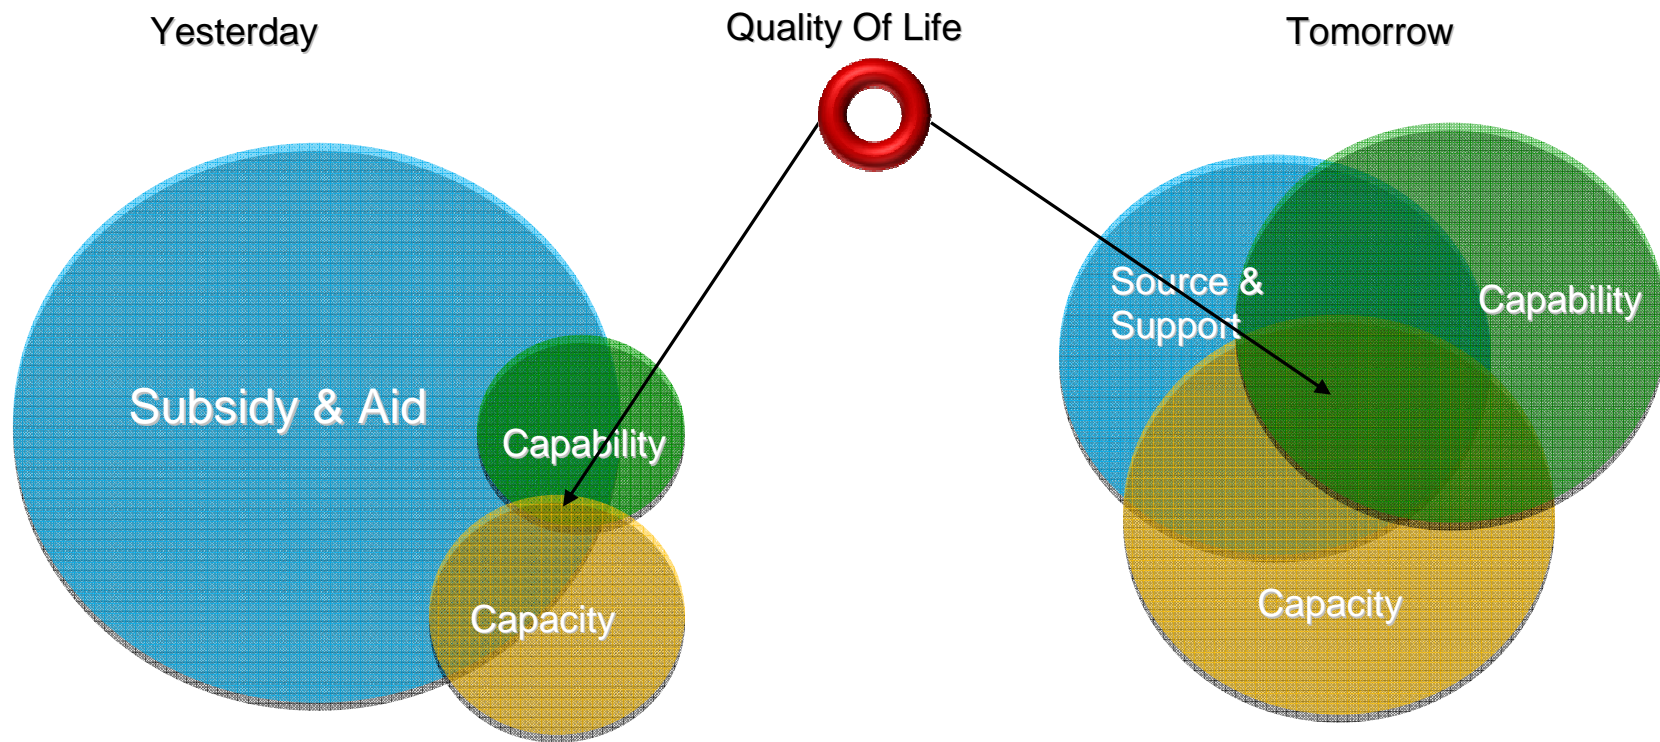 Yesterday
Quality Of Life
Tomorrow
Subsidy & Aid
Capability
Capacity
Source &
Support
Capability
Capacity